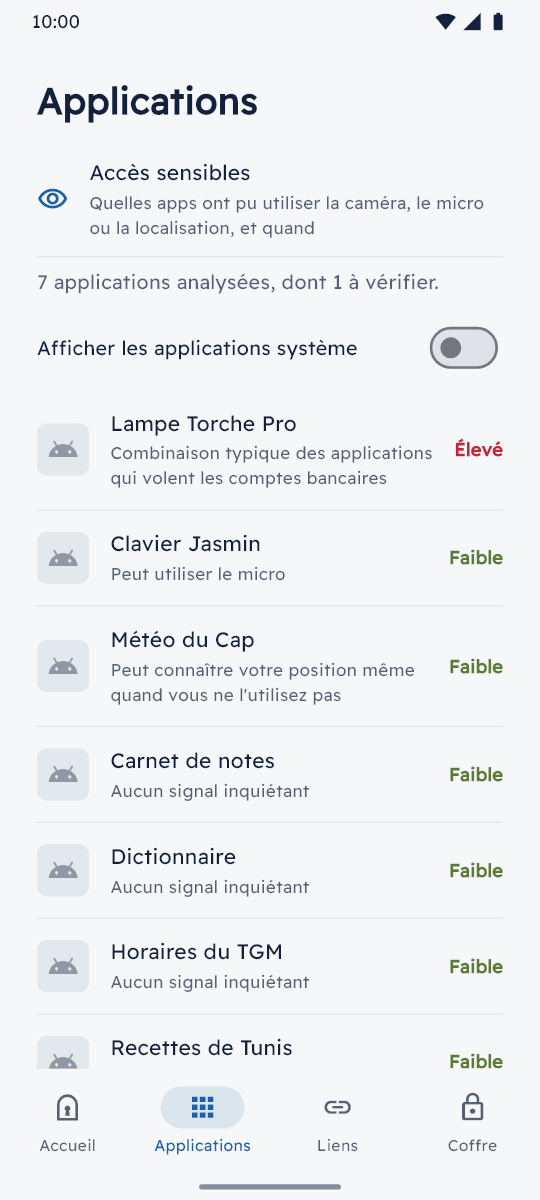 10:00
Applications
Accès sensibles
Quelles apps ont pu utiliser la caméra, le micro
ou la localisation, et quand
7 applications analysées, dont 1 à vérifier.
Afficher les applications système
Lampe Torche Pro
Combinaison typique des applications
qui volent les comptes bancaires
Élevé
Clavier Jasmin
Peut utiliser le micro
Faible
Météo du Cap
Peut connaître votre position même
quand vous ne l'utilisez pas
Faible
Carnet de notes
Aucun signal inquiétant
Faible
Dictionnaire
Aucun signal inquiétant
Faible
Horaires du TGM
Aucun signal inquiétant
Faible
Recettes de Tunis
Faible
Accueil
Applications
Liens
Coffre